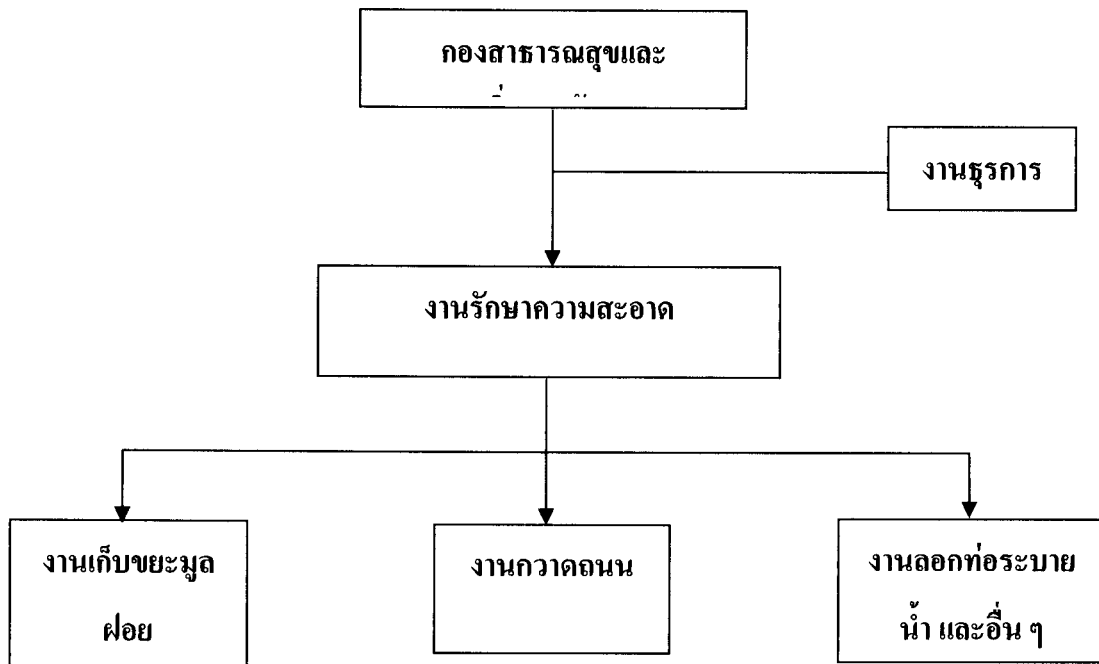 กองสาธารณสุขและ
งานธุรการ
งานรักษาความสะอาด
งานเก็บขยะมูล
ฝอย
งานกวาดถนน
งานลอกท่อระบาย
น้ำ และอื่น ๆ